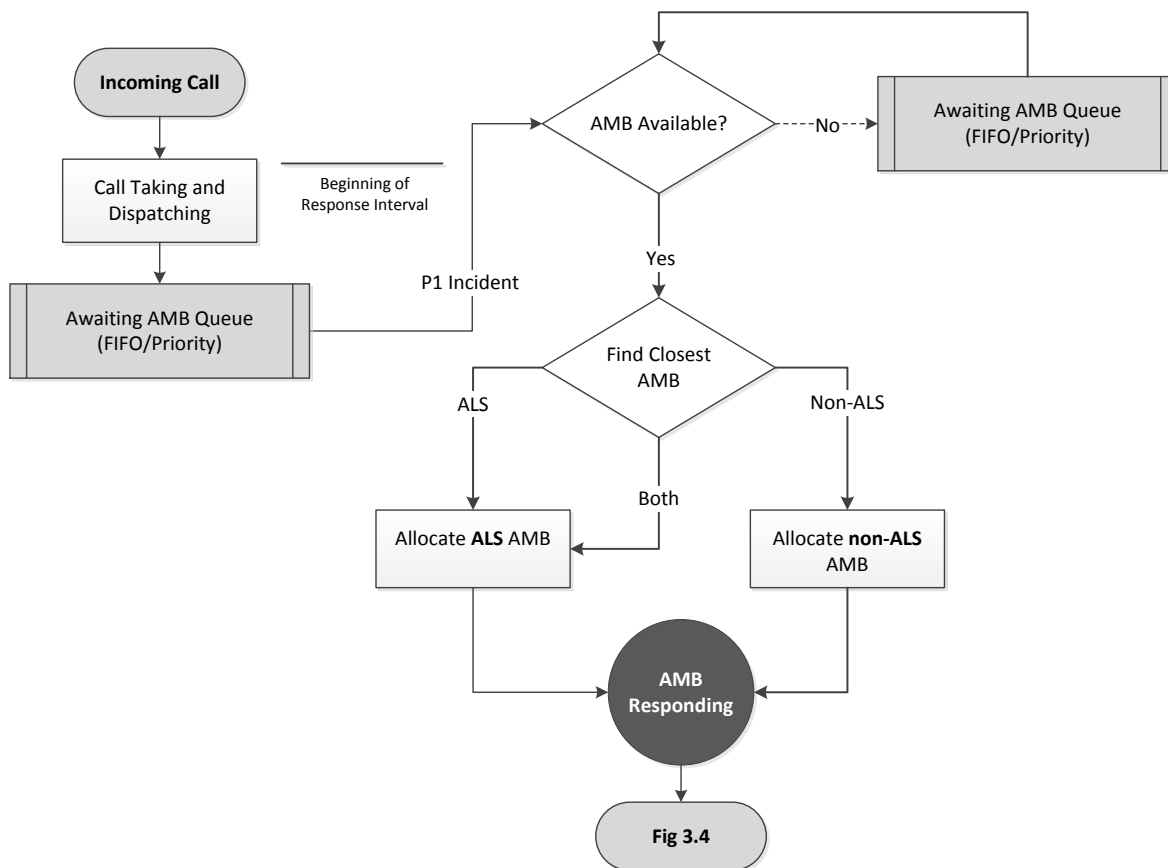 Incoming Call
Call Taking and
Dispatching
Awaiting AMB Queue
(FIFO/Priority)
Beginning of
Response Interval
P1 Incident
AMB Available?
No
Awaiting AMB Queue
(FIFO/Priority)
Yes
Find Closest
AMB
ALS
Non-ALS
Both
Allocate ALS AMB
Allocate non-ALS
AMB
AMB
Responding
Fig 3.4